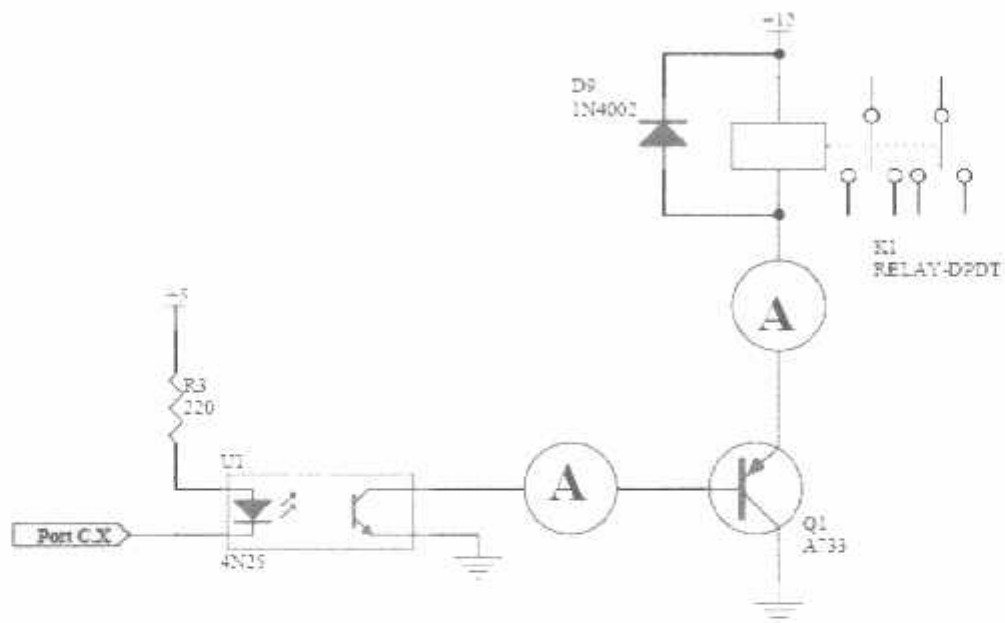 +12
D9
1N4002
K1
RELAY-DPDT
A
+5
R3
220
U1
A
Port C.X
4N25
Q1
A733